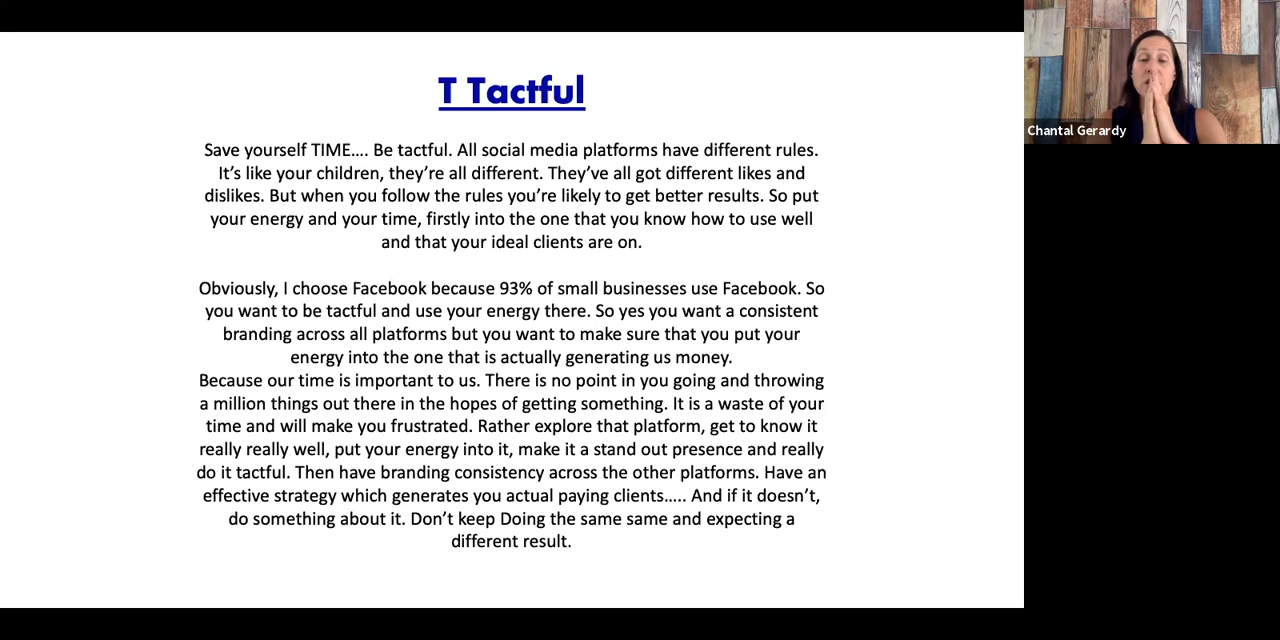 T Tactful
Save yourself TIME.... Be tactful. All social media platforms have different rules.
It's like your children, they're all different. They've all got different likes and
dislikes. But when you follow the rules you're likely to get better results. So put
your energy and your time, firstly into the one that you know how to use well
and that your ideal clients are on.
Obviously, I choose Facebook because 93% of small businesses use Facebook. So
you want to be tactful and use your energy there. So yes you want a consistent
branding across all platforms but you want to make sure that you put your
energy into the one that is actually generating us money.
Because our time is important to us. There is no point in you going and throwing
a million things out there in the hopes of getting something. It is a waste of your
time and will make you frustrated. Rather explore that platform, get to know it
really really well, put your energy into it, make it a stand out presence and really
do it tactful. Then have branding consistency across the other platforms. Have an
effective strategy which generates you actual paying clients..... And if it doesn't,
do something about it. Don't keep Doing the same same and expecting a
different result.
Chantal Gerardy